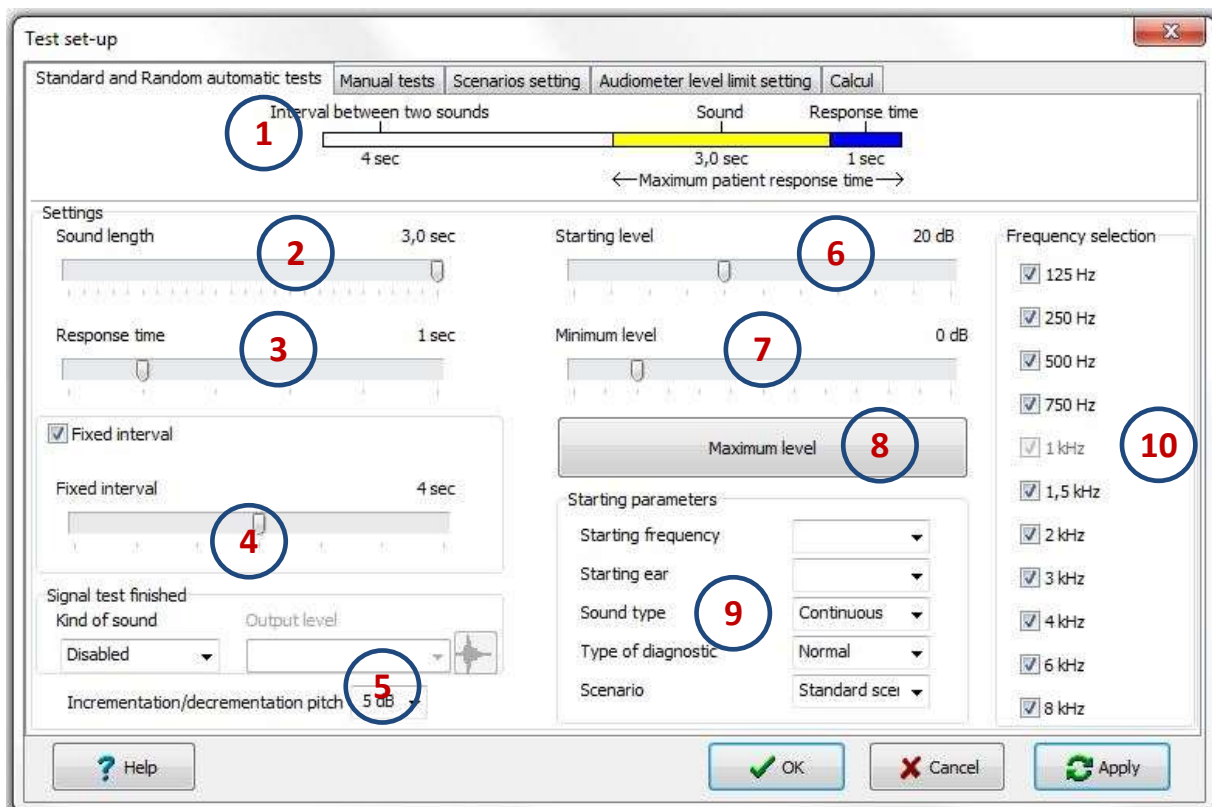 Test set-up
Standard and Random automatic tests Manual tests Scenarios setting Audiometer level limit setting Calcul
Interval between two sounds Sound Response time
1
4 sec 3,0 sec 1 sec
Maximum patient response time
Settings
Sound length 3,0 sec
2
Response time 1 sec
3
Fixed interval
Fixed interval 4 sec
4
Signal test finished
Kind of sound Output level
Disabled
Incrementation/decrementation pitch 5 dB
5
Starting level 20 dB
6
Minimum level 0 dB
7
Maximum level
8
Starting parameters
Starting frequency
Starting ear
Sound type Continuous
9
Type of diagnostic Normal
Scenario Standard scei
Frequency selection
125 Hz
250 Hz
500 Hz
750 Hz
1 kHz
10
1,5 kHz
2 kHz
3 kHz
4 kHz
6 kHz
8 kHz
? Help OK Cancel Apply